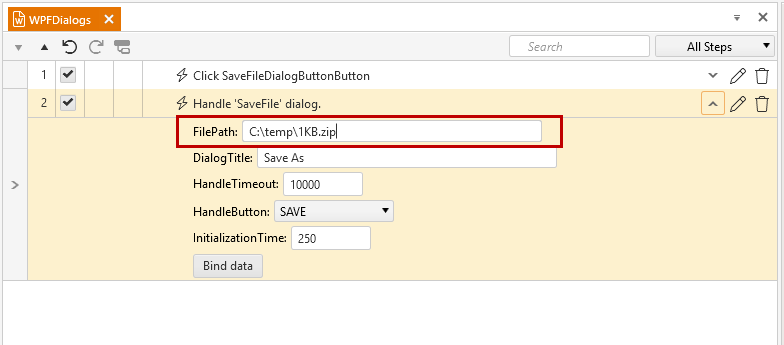 WPFDialogs
Search
All Steps
1 Click SaveFileDialogButtonButton
2 Handle 'SaveFile' dialog.
FilePath: C:\temp\1KB.zip
DialogTitle: Save As
HandleTimeout: 10000
HandleButton: SAVE
InitializationTime: 250
Bind data